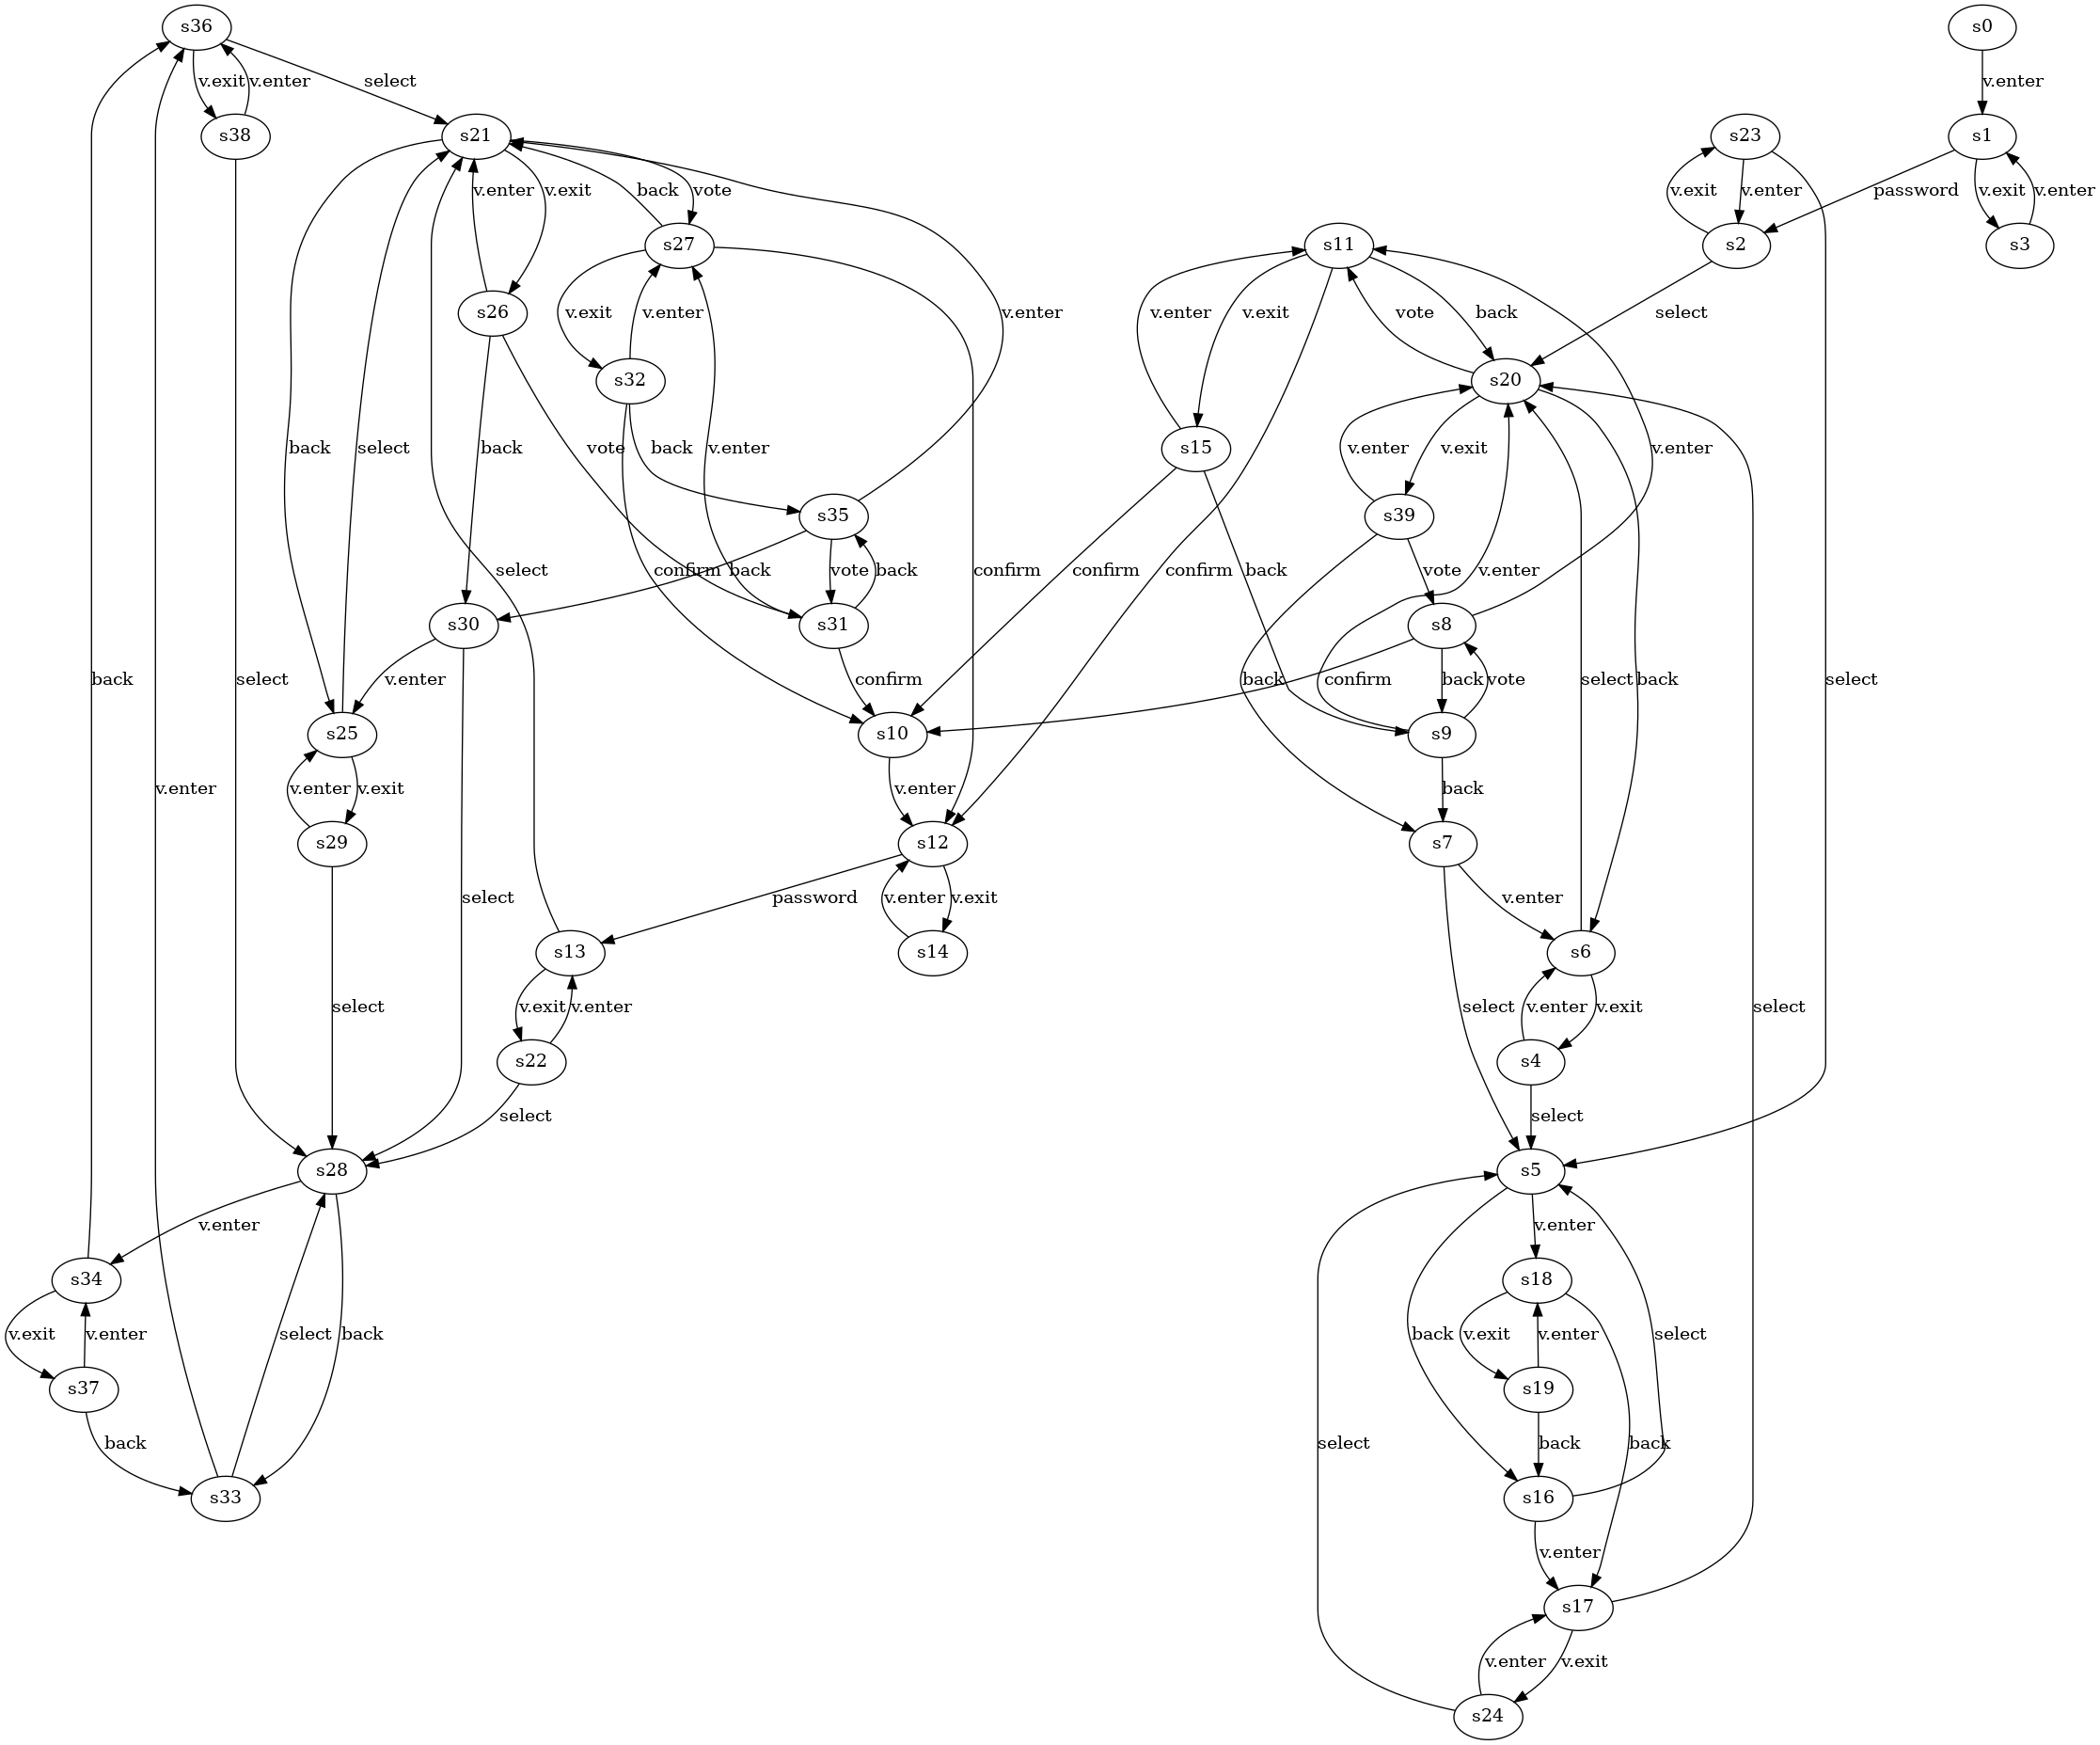 s36
s0
v.exit
v.enter
select
v.enter
s38
s21
s23
s1
v.enter
v.exit
back
vote
v.exit
v.enter
password
v.exit
v.enter
s27
s11
s2
s3
s26
v.exit
v.enter
v.enter
v.enter
v.exit
vote
back
select
s32
s20
back
select
back
vote
back
v.enter
s15
v.enter
v.exit
v.enter
s35
s39
select
confirm
back
vote
back
confirm
confirm
confirm
back
v.enter
vote
s30
s31
s8
back
select
v.enter
confirm
back
confirm
back
vote
select
back
select
s25
s10
s9
v.enter
v.enter
v.exit
v.enter
back
s29
s12
s7
select
password
v.enter
v.exit
v.enter
s13
s14
s6
select
v.exit
v.enter
select
v.enter
v.exit
select
s22
s4
select
select
s28
s5
v.enter
v.enter
s34
s18
v.exit
v.enter
select
back
back
v.exit
v.enter
select
s37
s19
back
select
back
back
s33
s16
v.enter
s17
v.enter
v.exit
s24